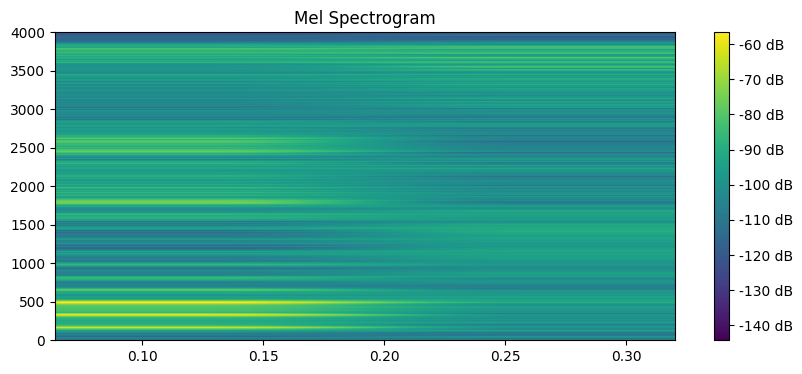 Mel Spectrogram
4000
3500
3000
2500
2000
1500
1000
500
0
0.10
0.15
0.20
0.25
0.30
-60 dB
-70 dB
-80 dB
-90 dB
-100 dB
-110 dB
-120 dB
-130 dB
-140 dB